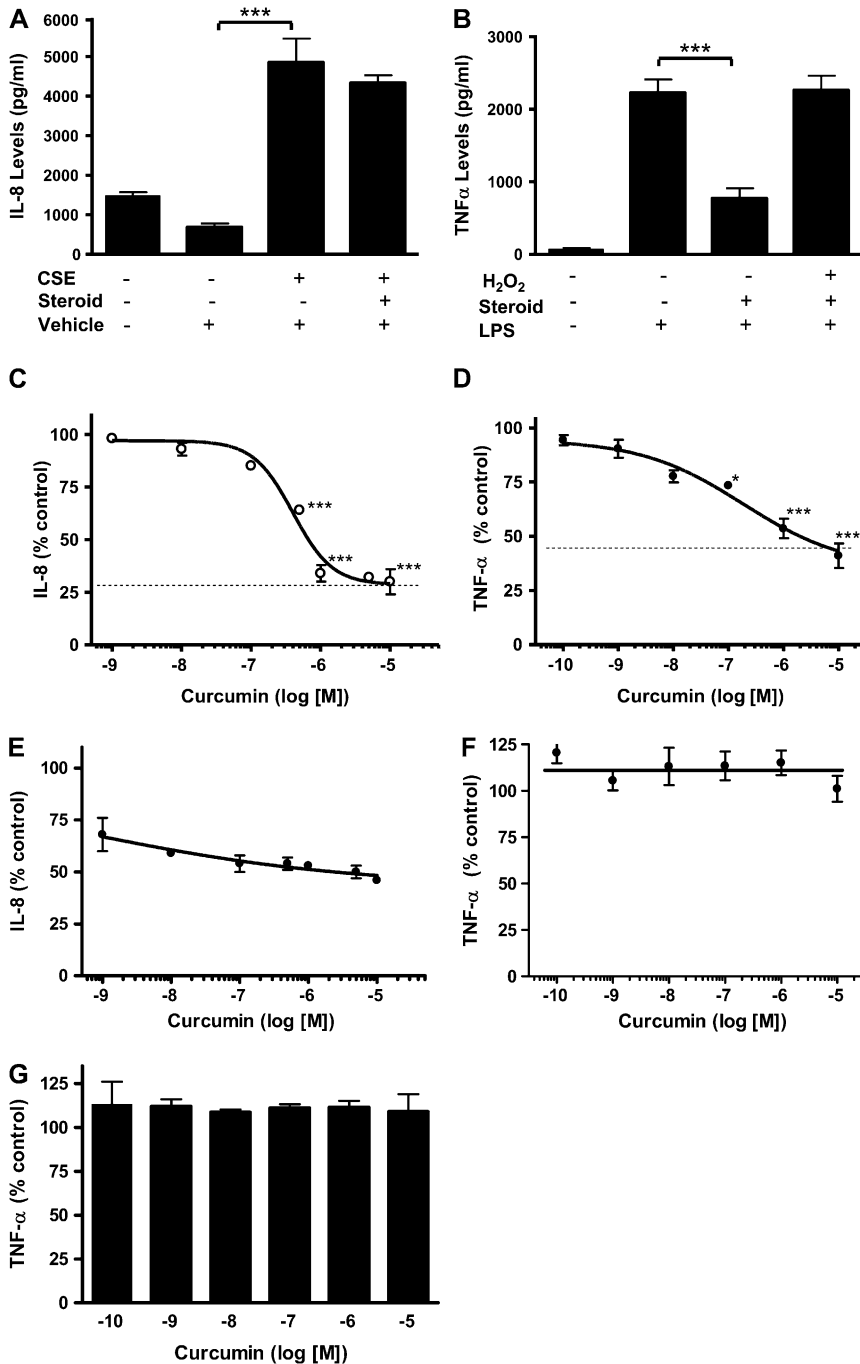 A
IL-8 Levels (pg/ml)
6000
5000
4000
3000
2000
1000
0
***
CSE - - + +
Steroid - - - +
Vehicle - + + +
B
TNFα Levels (pg/ml)
3000
2000
1000
0
***
H2O2 - - - +
Steroid - - + +
LPS - + + +
C
IL-8 (% control)
100
75
50
25
0
***
***
***
-9 -8 -7 -6 -5
Curcumin (log [M])
D
TNF-α (% control)
100
75
50
25
0
*
***
***
-10 -9 -8 -7 -6 -5
Curcumin (log [M])
E
IL-8 (% control)
100
75
50
25
0
-9 -8 -7 -6 -5
Curcumin (log [M])
F
TNF-α (% control)
125
100
75
50
25
0
-10 -9 -8 -7 -6 -5
Curcumin (log [M])
G
TNF-α (% control)
125
100
75
50
25
0
-10 -9 -8 -7 -6 -5
Curcumin (log [M])